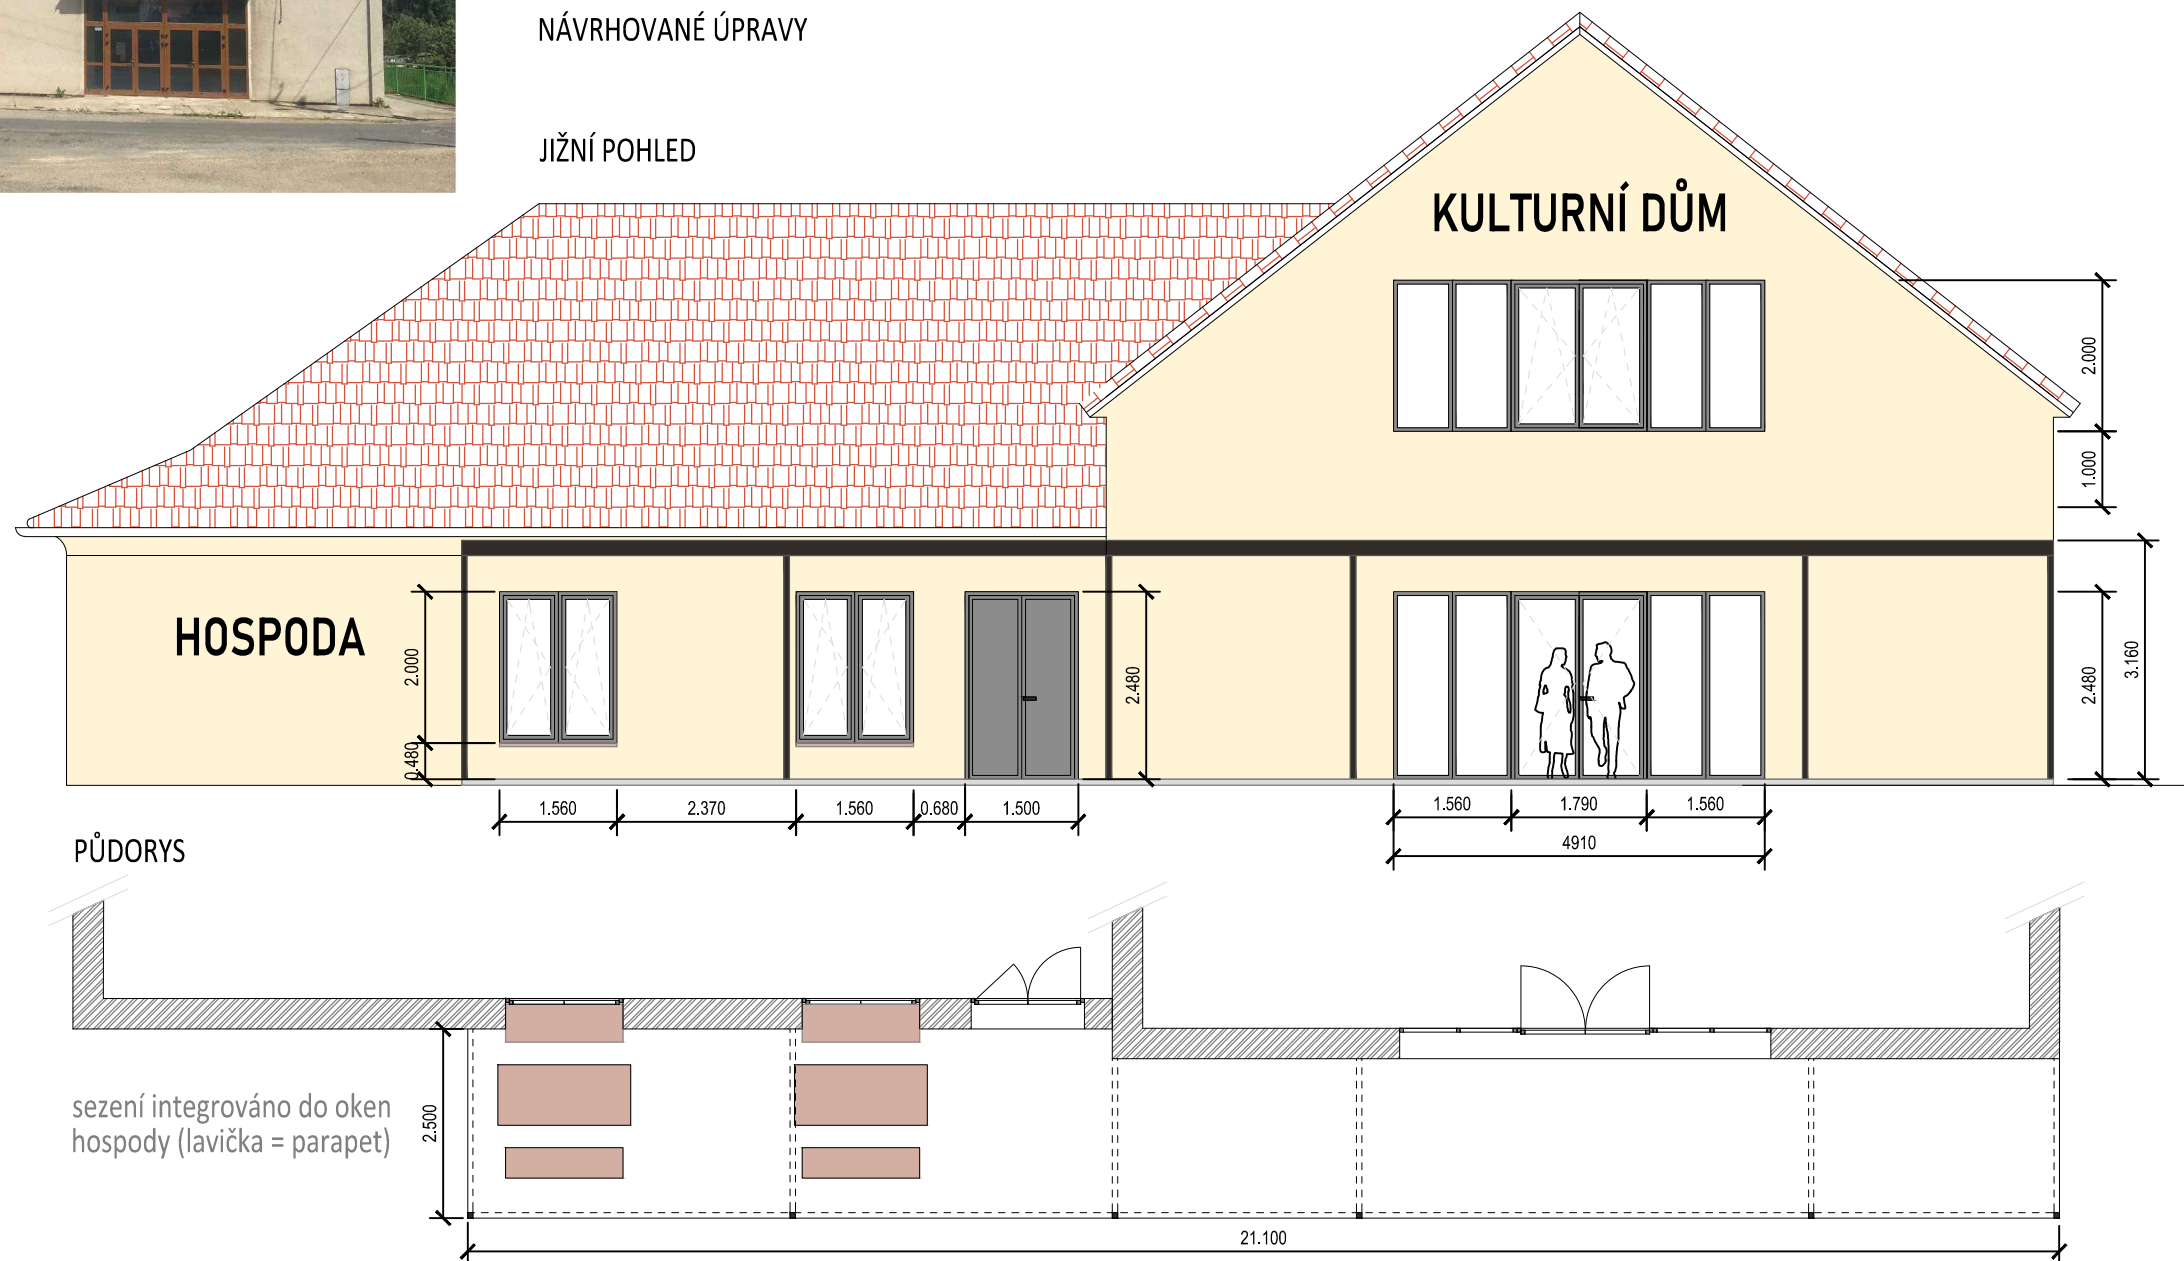 NÁVRHOVANÉ ÚPRAVY
JIŽNÍ POHLED
KULTURNÍ DŮM
2.000
1.000
HOSPODA
2.000
0.480
2.480
2.480
3.160
1.560
2.370
1.560
0.680
1.500
1.560
1.790
1.560
4910
PŮDORYS
sezení integrováno do oken
hospody (lavička = parapet)
2.500
21.100